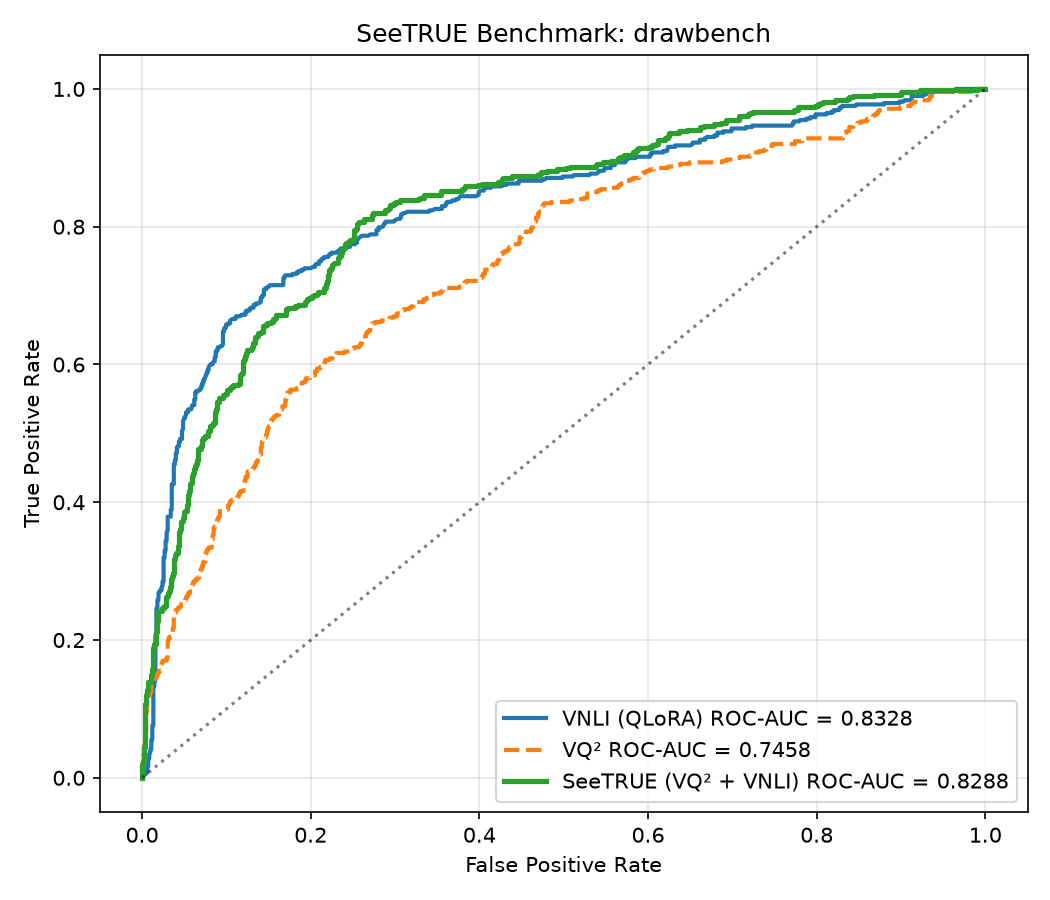 SeeTRUE Benchmark: drawbench
True Positive Rate
1.0
0.8
0.6
0.4
0.2
0.0
VNLI (QLoRA) ROC-AUC = 0.8328
VQ² ROC-AUC = 0.7458
SeeTRUE (VQ² + VNLI) ROC-AUC = 0.8288
0.0 0.2 0.4 0.6 0.8 1.0
False Positive Rate